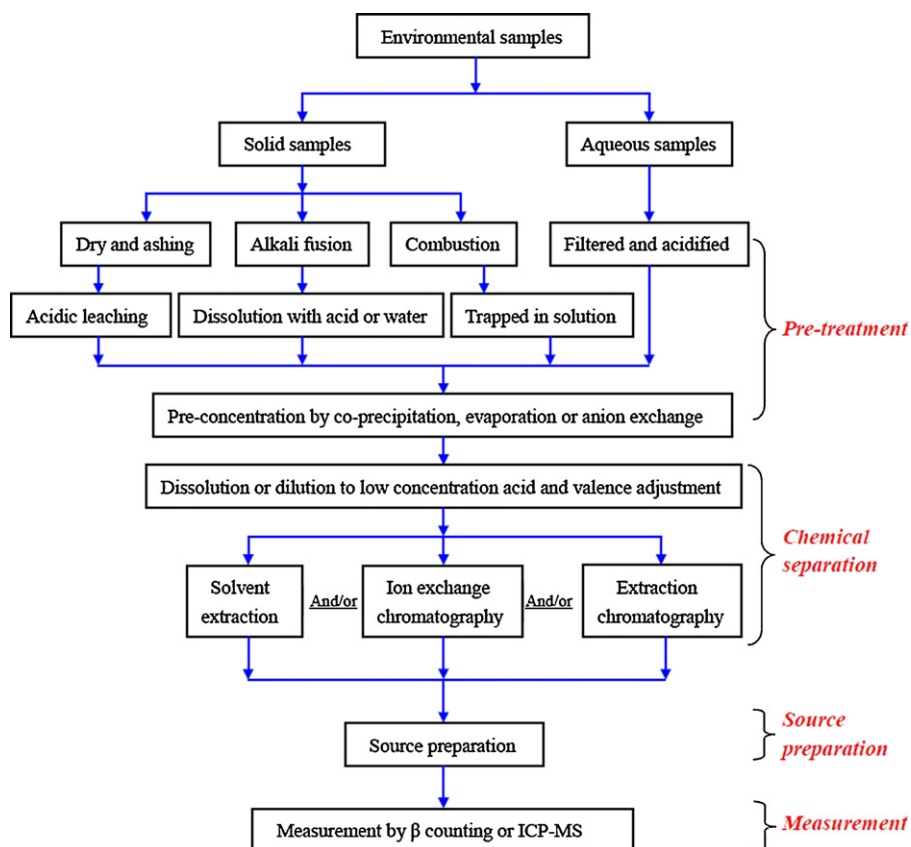 Environmental samples
Solid samples
Aqueous samples
Dry and ashing
Alkali fusion
Combustion
Filtered and acidified
Acidic leaching
Dissolution with acid or water
Trapped in solution
Pre-treatment
Pre-concentration by co-precipitation, evaporation or anion exchange
Dissolution or dilution to low concentration acid and valence adjustment
Chemical
separation
Solvent
extraction
And/or
Ion exchange
chromatography
And/or
Extraction
chromatography
Source preparation
Source
preparation
Measurement by β counting or ICP-MS
Measurement